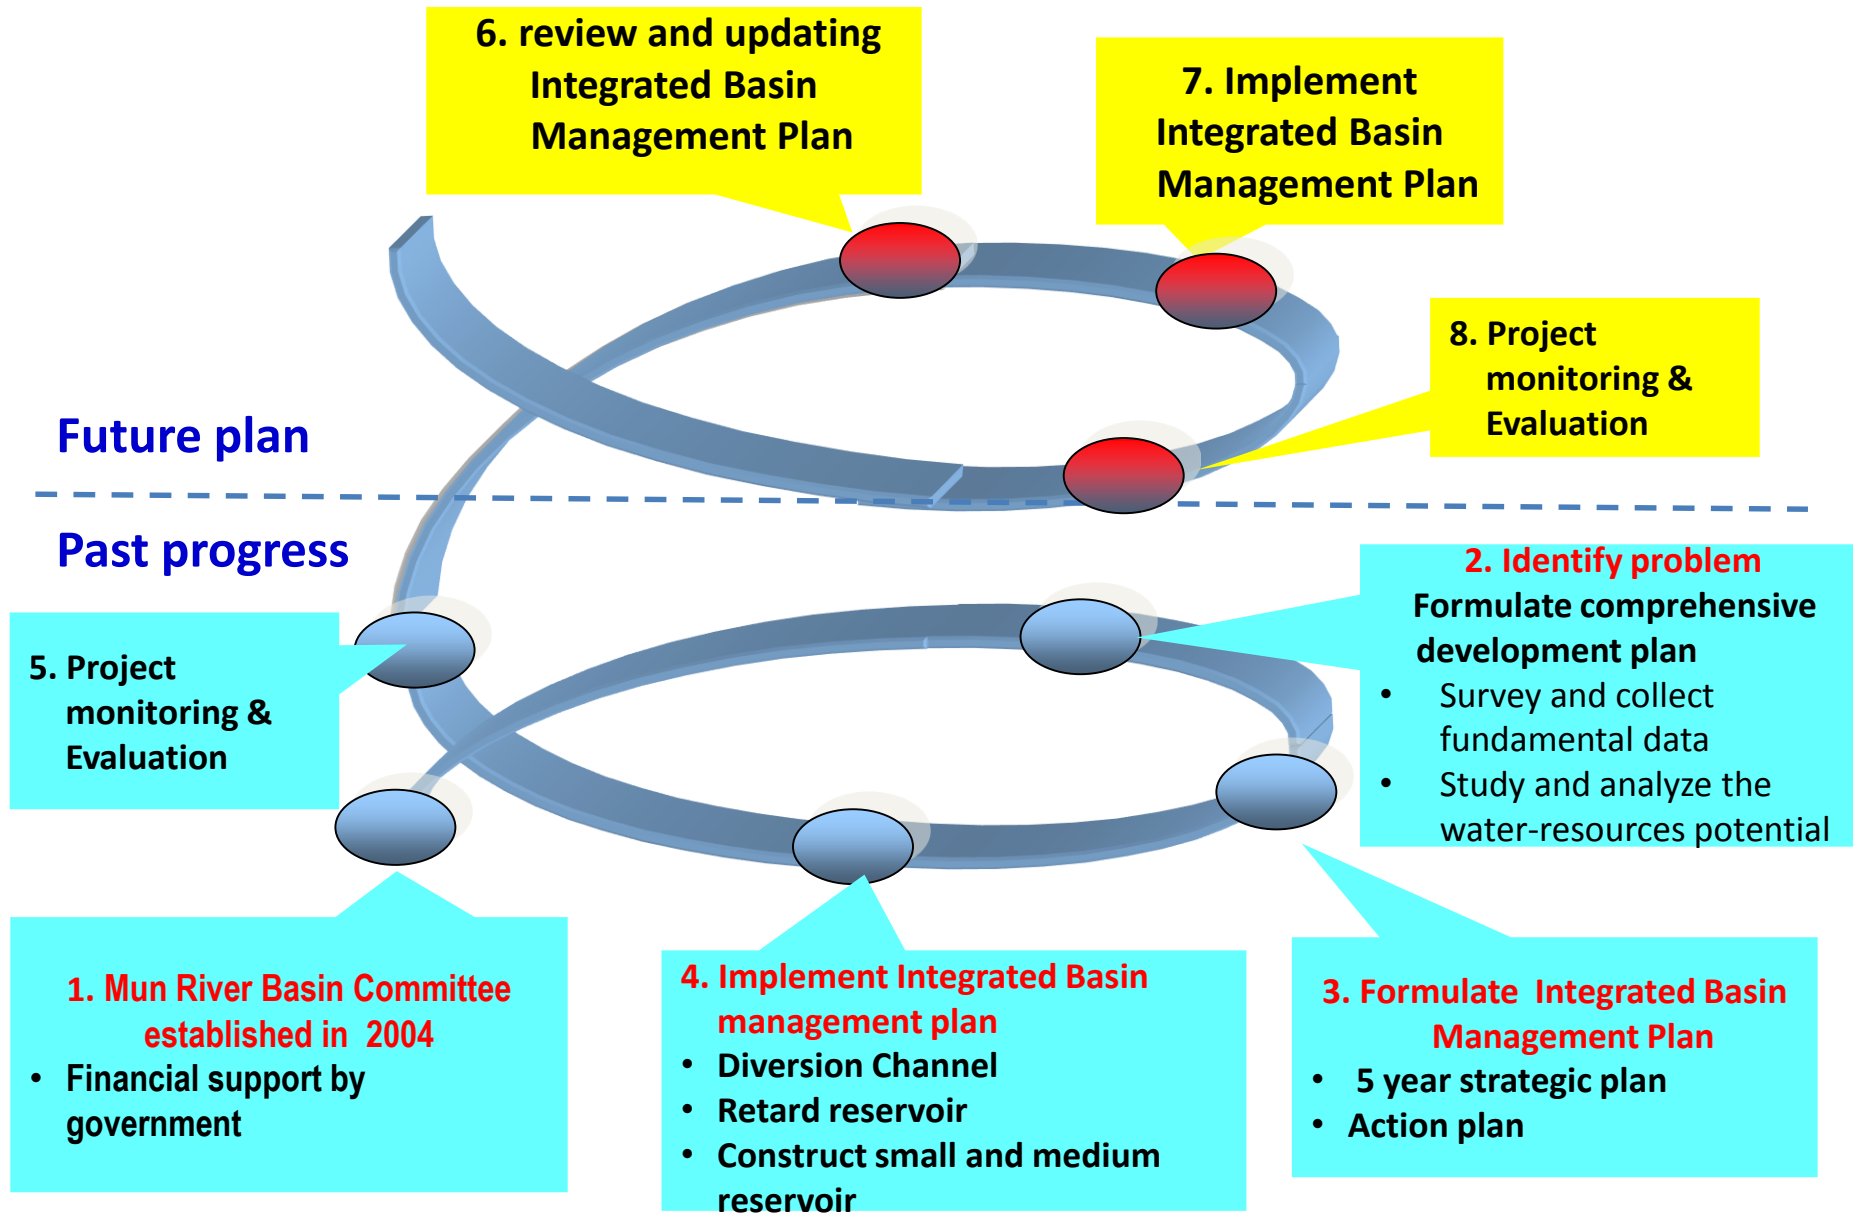 6. review and updating
Integrated Basin
Management Plan
7. Implement
Integrated Basin
Management Plan
8. Project
monitoring &
Evaluation
Future plan
Past progress
2. Identify problem
Formulate comprehensive
development plan
• Survey and collect
fundamental data
• Study and analyze the
water-resources potential
5. Project
monitoring &
Evaluation
1. Mun River Basin Committee
established in 2004
• Financial support by
government
4. Implement Integrated Basin
management plan
• Diversion Channel
• Retard reservoir
• Construct small and medium
reservoir
3. Formulate Integrated Basin
Management Plan
• 5 year strategic plan
• Action plan